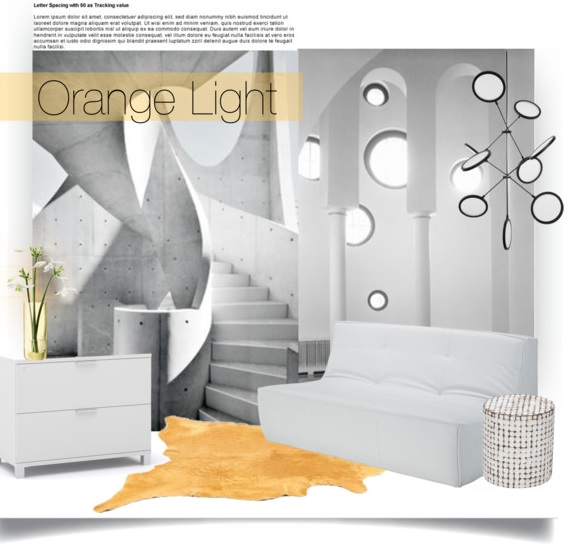 Letter Spacing with 50 as Tracking value
Lorem ipsum dolor sit amet, consectetuer adipiscing elit, sed diam nonummy nibh euismod tincidunt ut
laoreet dolore magna aliquam erat volutpat. Ut wisi enim ad minim veniam, quis nostrud exerci tation
ullamcorper suscipit lobortis nisl ut aliquip ex ea commodo consequat. Duis autem vel eum iriure dolor in
hendrerit in vulputate velit esse molestie consequat, vel illum dolore eu feugiat nulla facilisis at vero eros
accumsan et iusto odio dignissim qui blandit praesent luptatum zzril delenit augue duis dolore te feugait
nulla facilisi.
Orange Light